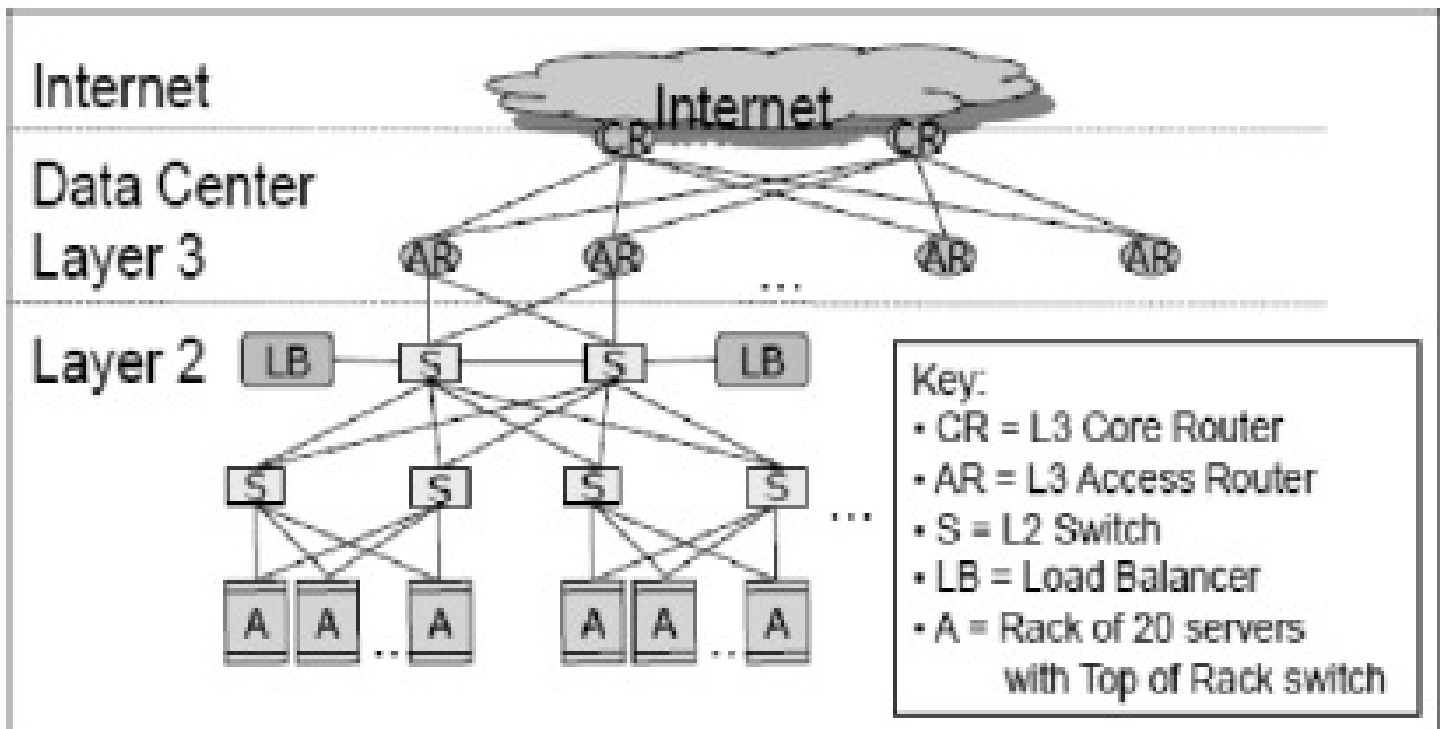 Internet
Internet
CR CR
Data Center
Layer 3
AR AR AR AR
...
Layer 2
LB S S LB
S S S S ...
A A .. A A A .. A
Key:
• CR = L3 Core Router
• AR = L3 Access Router
• S = L2 Switch
• LB = Load Balancer
• A = Rack of 20 servers
with Top of Rack switch